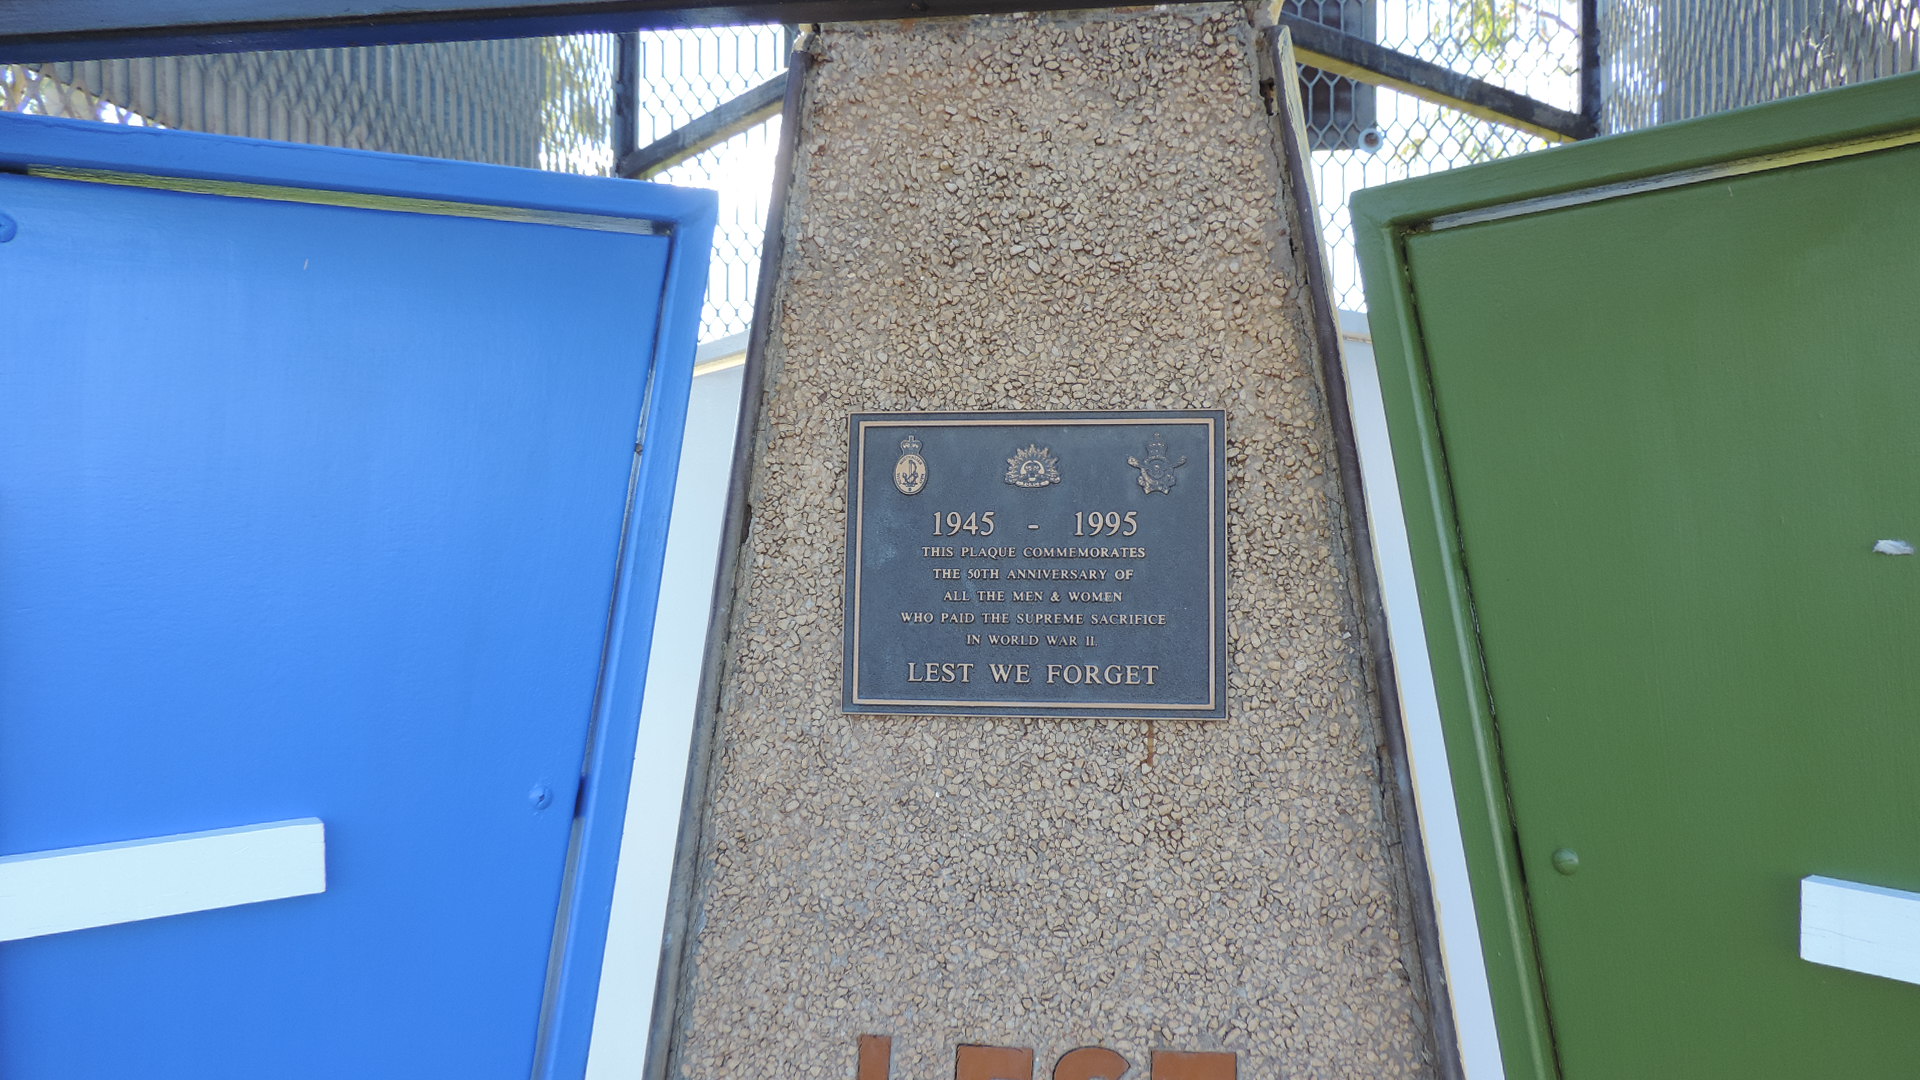 1945 - 1995
THIS PLAQUE COMMEMORATES
THE 50TH ANNIVERSARY OF
ALL THE MEN & WOMEN
WHO PAID THE SUPREME SACRIFICE
IN WORLD WAR II.
LEST WE FORGET
LEST